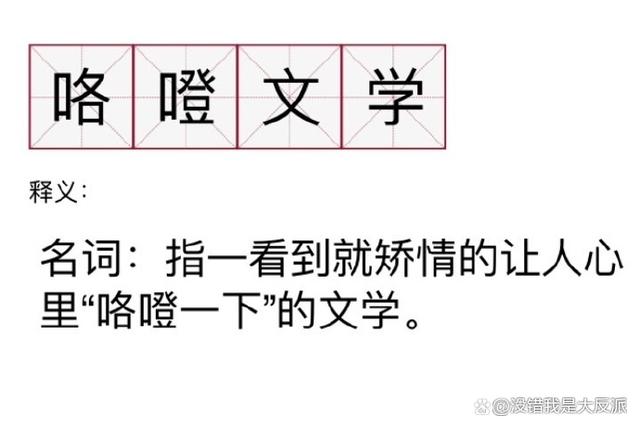 咯噔文学
释义：
名词：指一看到就矫情的让人心
里“咯噔一下”的文学。
@没错我是大反派